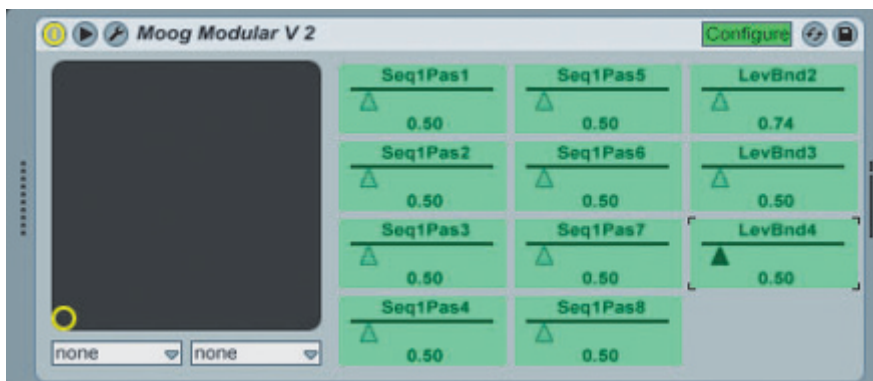 Moog Modular V 2 Configure
Seq1Pas1 Seq1Pas5 LevBnd2
0.50 0.50 0.74
Seq1Pas2 Seq1Pas6 LevBnd3
0.50 0.50 0.50
Seq1Pas3 Seq1Pas7 LevBnd4
0.50 0.50 0.50
Seq1Pas4 Seq1Pas8
0.50 0.50
none none